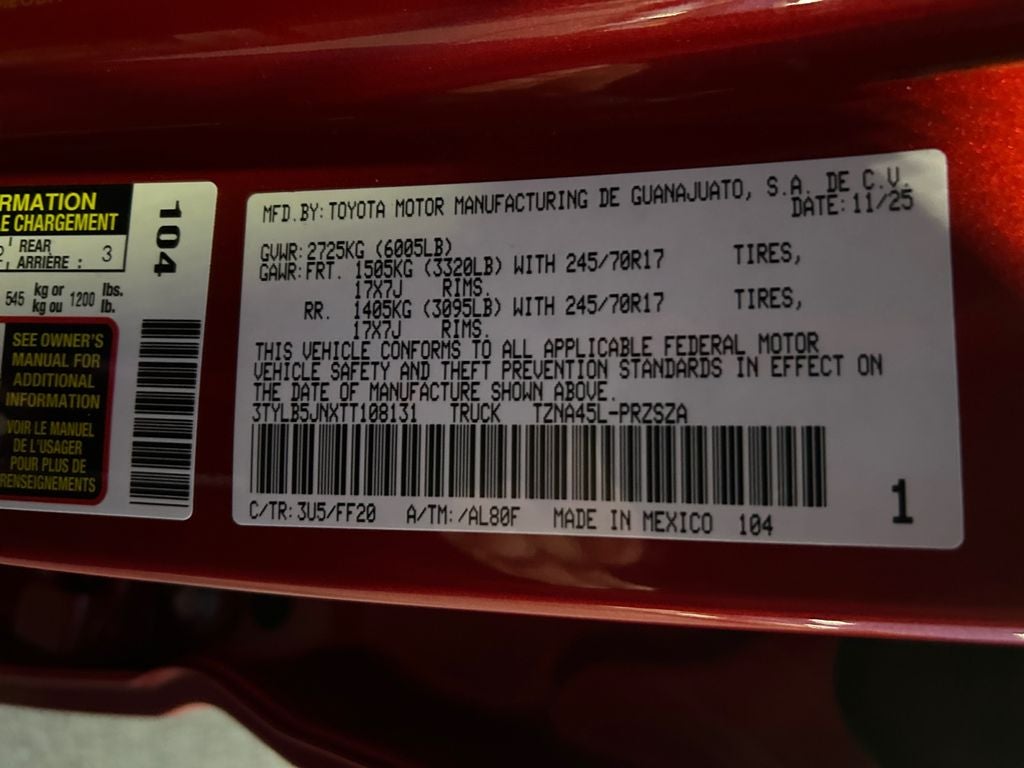 RMATION
E CHARGEMENT
REAR
ARRIÈRE : 3
545 kg or 1200 lbs.
kg ou lb.
SEE OWNER'S
MANUAL FOR
ADDITIONAL
INFORMATION
VOIR LE MANUEL
DE L'USAGER
POUR PLUS DE
RENSEIGNEMENTS
104
MFD.BY:TOYOTA MOTOR MANUFACTURING DE GUANAJUATO, S.A. DE C.V.
DATE:11/25
GVWR:2725KG (6005LB)
GAWR:FRT. 1505KG (3320LB) WITH 245/70R17 TIRES,
17X7J RIMS.
RR. 1405KG (3095LB) WITH 245/70R17 TIRES,
17X7J RIMS.
THIS VEHICLE CONFORMS TO ALL APPLICABLE FEDERAL MOTOR
VEHICLE SAFETY AND THEFT PREVENTION STANDARDS IN EFFECT ON
THE DATE OF MANUFACTURE SHOWN ABOVE.
3TYLB5JNXTT108131 TRUCK TZNA45L-PRZSZA
C/TR:3U5/FF20 A/TM:/AL80F MADE IN MEXICO 104
1